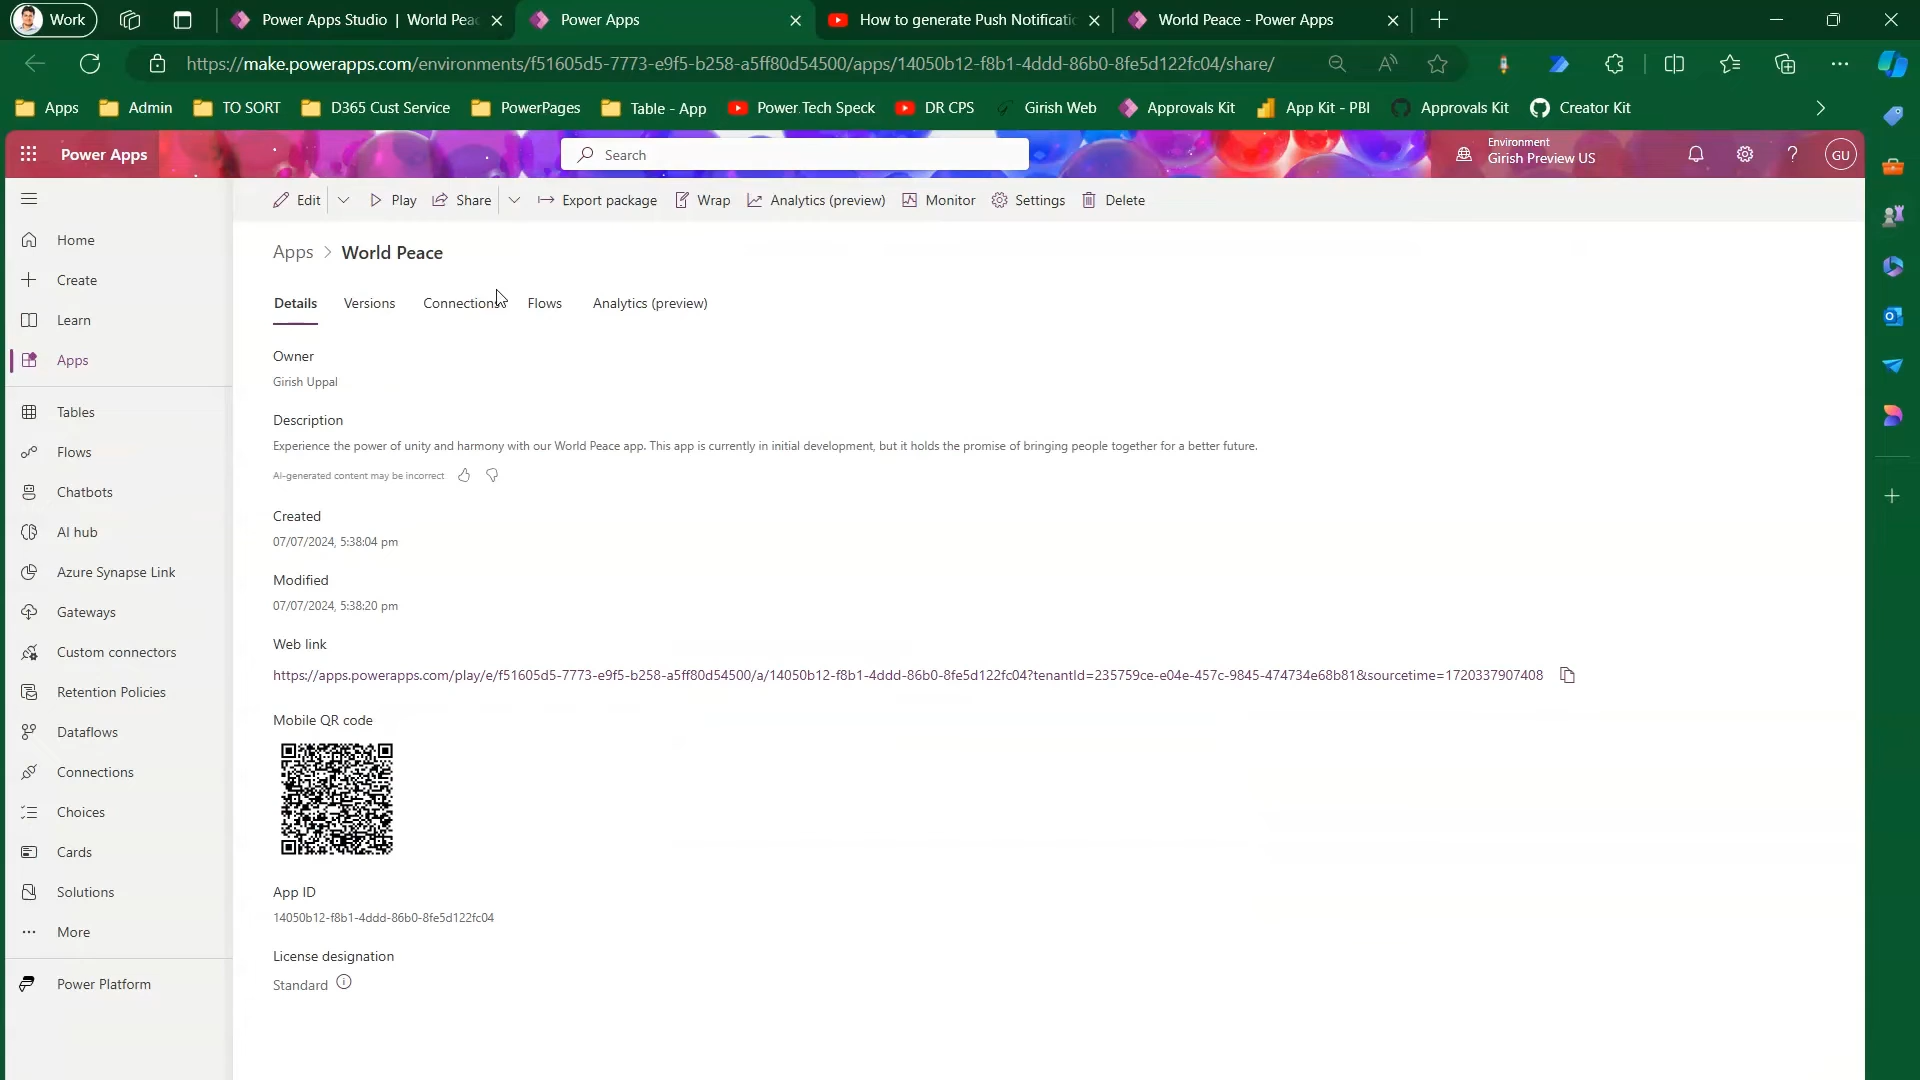 Work
Power Apps Studio | World Peac
Power Apps
How to generate Push Notificatio
World Peace - Power Apps
https://make.powerapps.com/environments/f51605d5-7773-e9f5-b258-a5ff80d54500/apps/14050b12-f8b1-4ddd-86b0-8fe5d122fc04/share/
Apps
Admin
TO SORT
D365 Cust Service
PowerPages
Table - App
Power Tech Speck
DR CPS
Girish Web
Approvals Kit
App Kit - PBI
Approvals Kit
Creator Kit
Power Apps
Search
Environment
Girish Preview US
GU
Edit
Play
Share
Export package
Wrap
Analytics (preview)
Monitor
Settings
Delete
Home
Create
Learn
Apps
Tables
Flows
Chatbots
AI hub
Azure Synapse Link
Gateways
Custom connectors
Retention Policies
Dataflows
Connections
Choices
Cards
Solutions
More
Power Platform
Apps > World Peace
Details
Versions
Connections
Flows
Analytics (preview)
Owner
Girish Uppal
Description
Experience the power of unity and harmony with our World Peace app. This app is currently in initial development, but it holds the promise of bringing people together for a better future.
AI-generated content may be incorrect
Created
07/07/2024, 5:38:04 pm
Modified
07/07/2024, 5:38:20 pm
Web link
https://apps.powerapps.com/play/e/f51605d5-7773-e9f5-b258-a5ff80d54500/a/14050b12-f8b1-4ddd-86b0-8fe5d122fc04?tenantId=235759ce-e04e-457c-9845-474734e68b81&sourcetime=1720337907408
Mobile QR code
App ID
14050b12-f8b1-4ddd-86b0-8fe5d122fc04
License designation
Standard